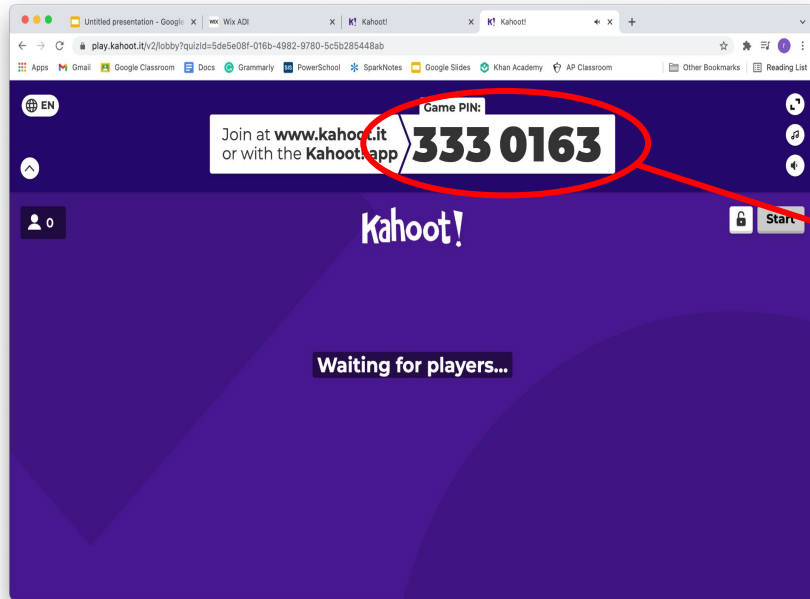 Untitled presentation - Google
WIX Wix ADI
K! Kahoot!
K! Kahoot!
play.kahoot.it/v2/lobby?quizId=5de5e08f-016b-4982-9780-5c5b285448ab
Apps Gmail Google Classroom Docs Grammarly SIS PowerSchool SparkNotes Google Slides Khan Academy AP Classroom Other Bookmarks Reading List
EN
Join at www.kahoot.it
or with the Kahoot! app
Game PIN:
333 0163
0
Kahoot!
Start
Waiting for players...